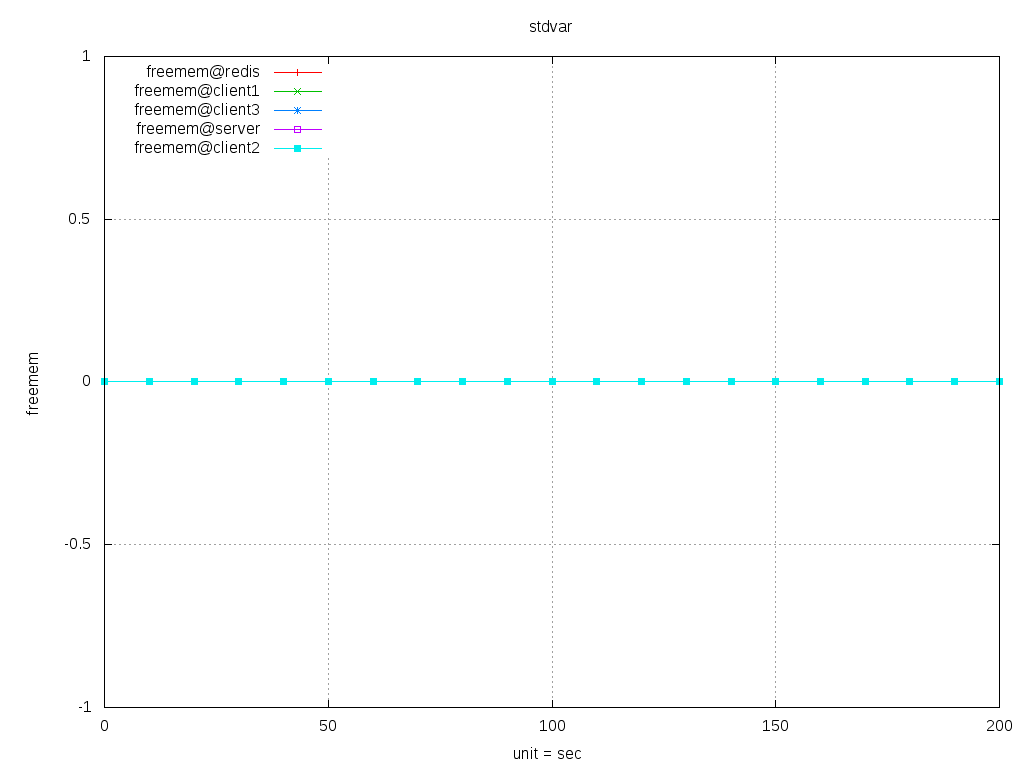 stdvar
1
freemem@redis
freemem@client1
freemem@client3
freemem@server
freemem@client2
0.5
freemem
0
-0.5
-1
0 50 100 150 200
unit = sec